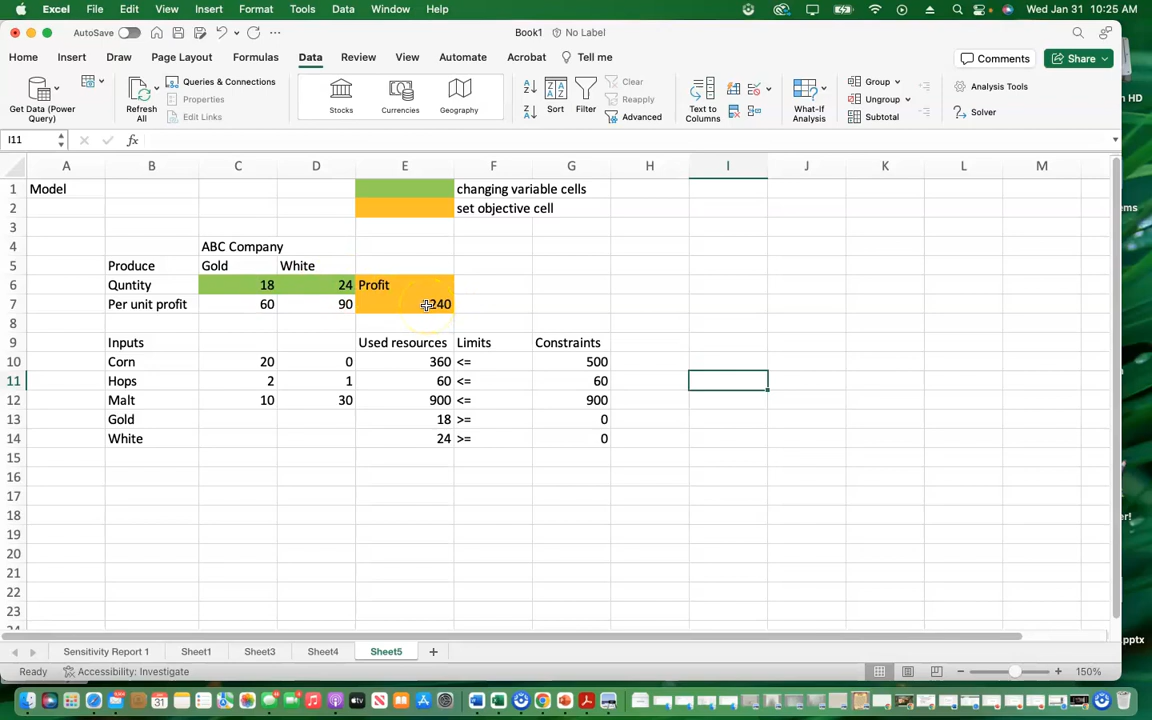 Excel File Edit View Insert Format Tools Data Window Help Wed Jan 31 10:25 AM
AutoSave Book1 No Label
Home Insert Draw Page Layout Formulas Data Review View Automate Acrobat Tell me Comments Share
Get Data (Power Query) Refresh All Queries & Connections Properties Edit Links Stocks Currencies Geography Sort Filter Clear Reapply Advanced Text to Columns What-If Analysis Group Ungroup Subtotal Analysis Tools Solver
I11 fx
A B C D E F G H I J K L M
1 Model changing variable cells
2 set objective cell
3
4 ABC Company
5 Produce Gold White
6 Quntity 18 24 Profit
7 Per unit profit 60 90 240
8
9 Inputs Used resources Limits Constraints
10 Corn 20 0 360 <= 500
11 Hops 2 1 60 <= 60
12 Malt 10 30 900 <= 900
13 Gold 18 >= 0
14 White 24 >= 0
15
16
17
18
19
20
21
22
23
Sensitivity Report 1 Sheet1 Sheet3 Sheet4 Sheet5 +
Ready Accessibility: Investigate 150%